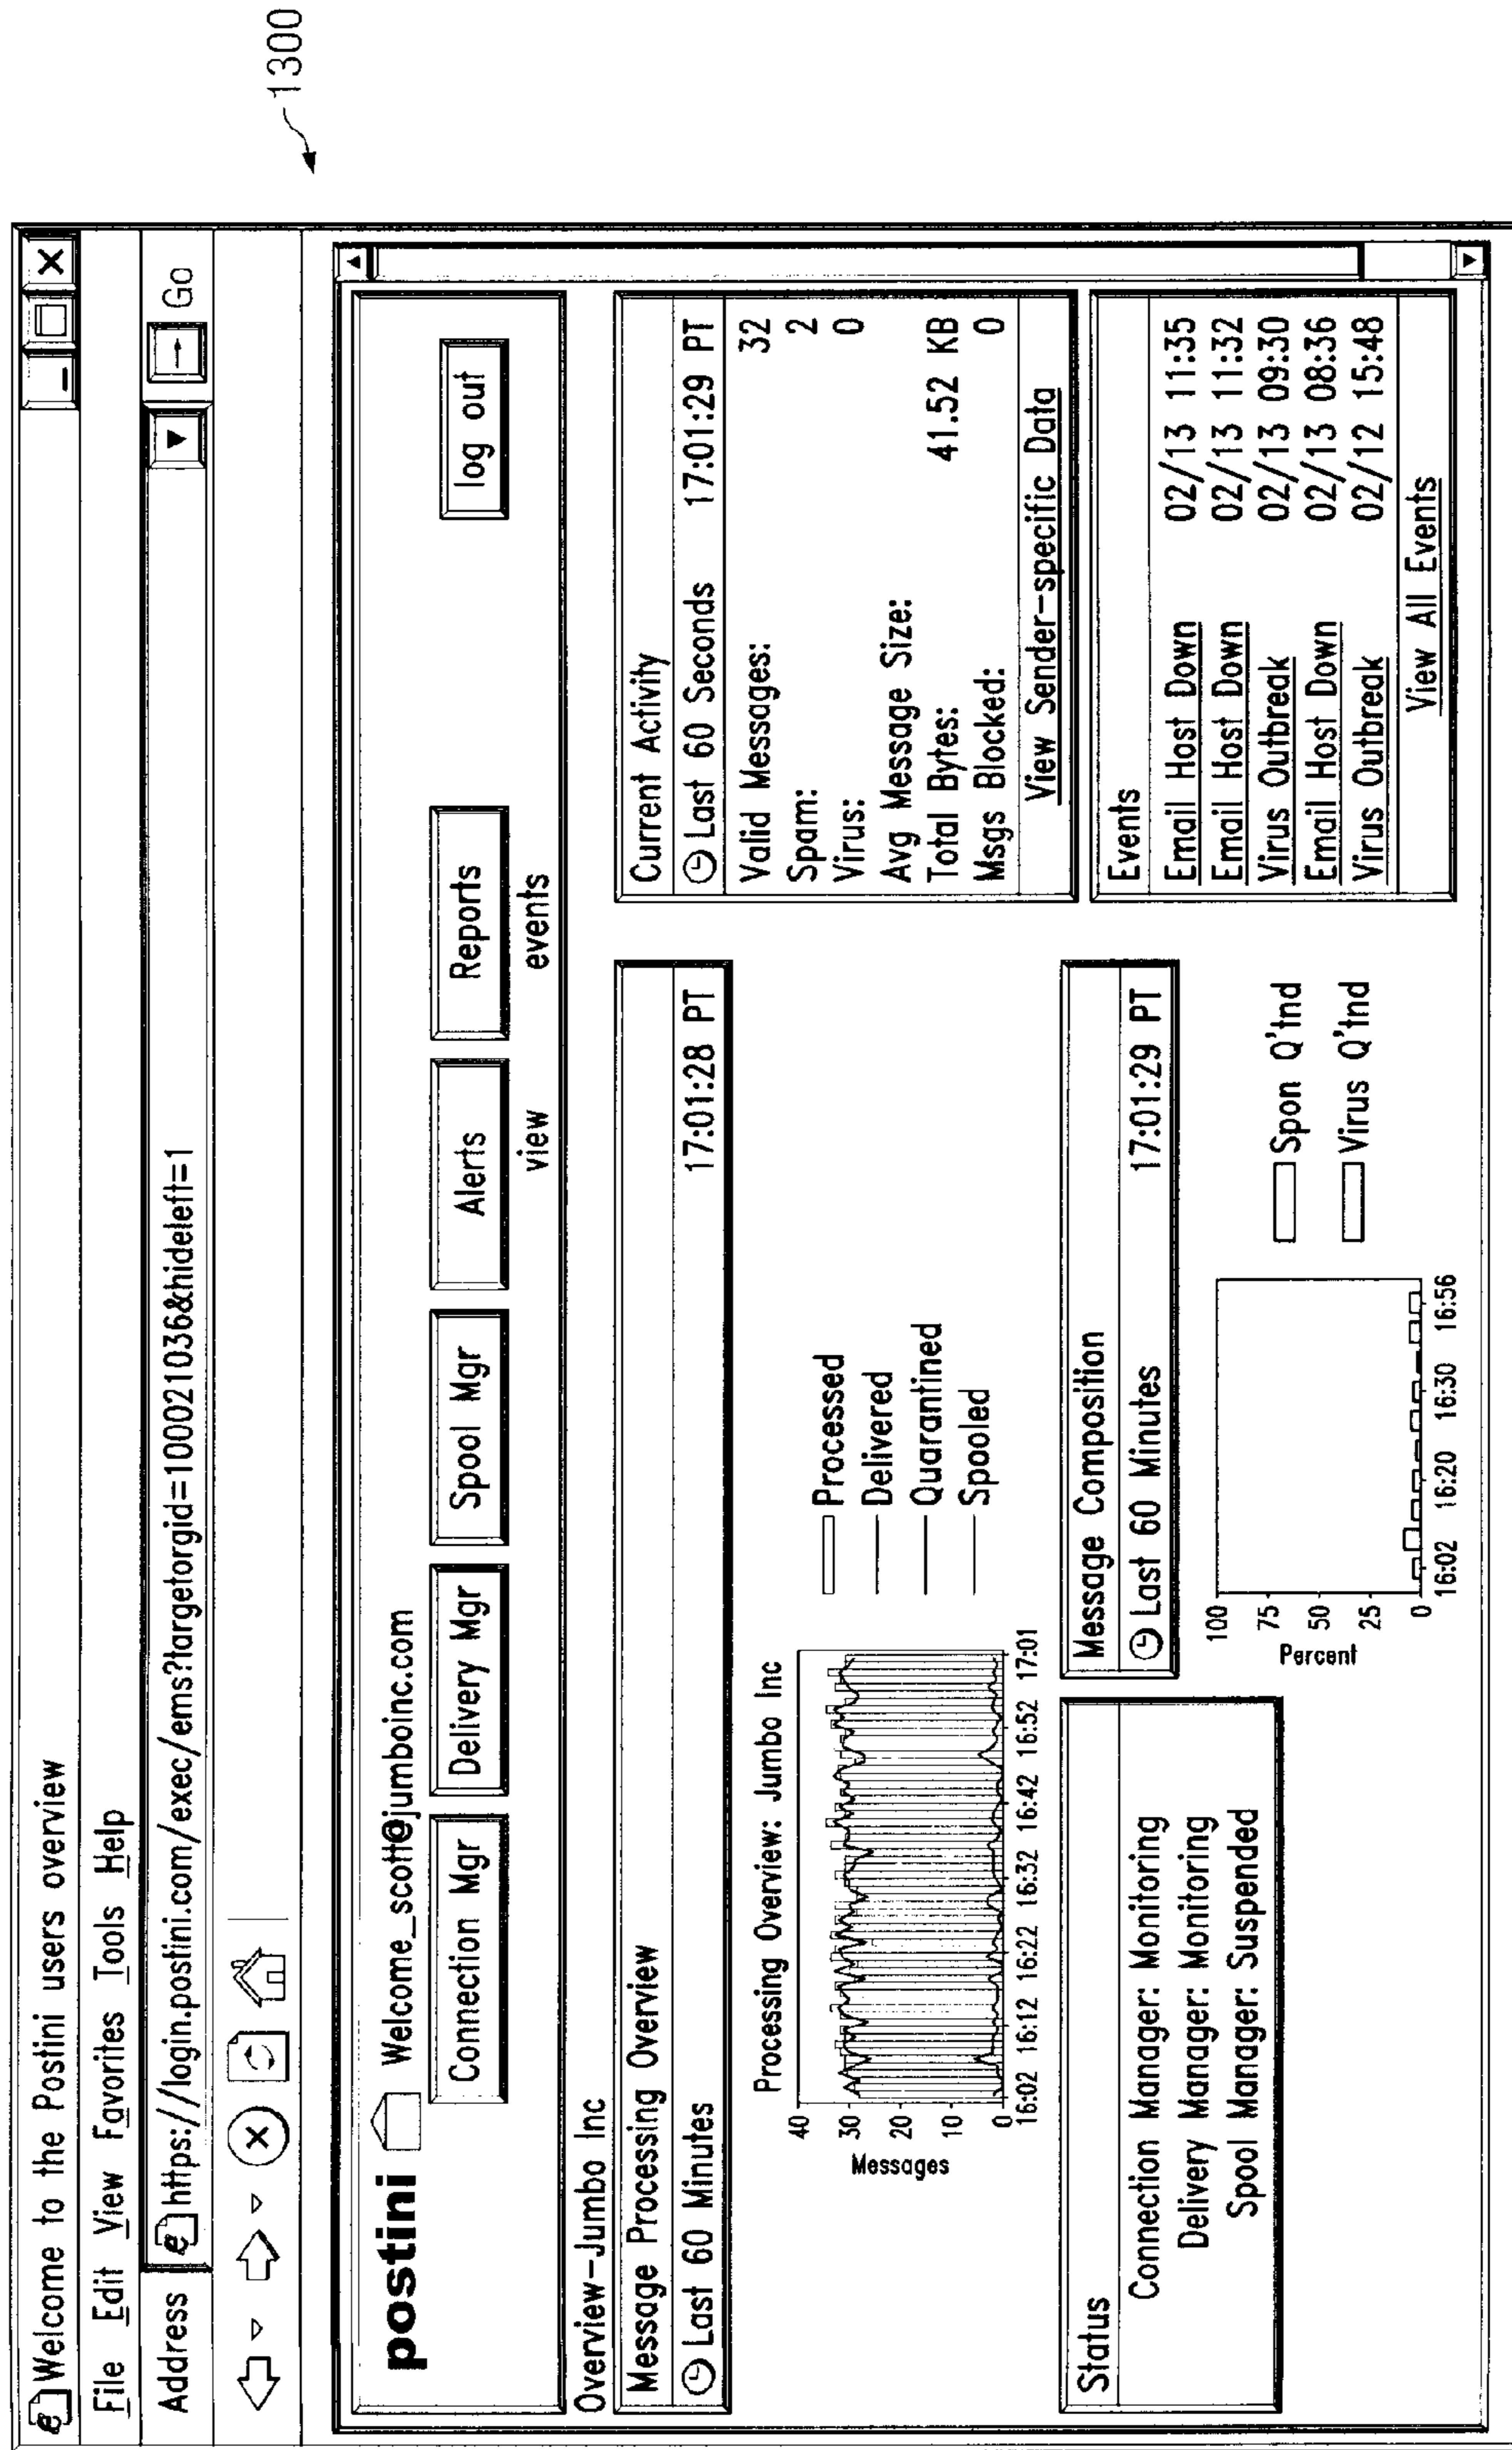 1300
Welcome to the Postini users overview
File Edit View Favorites Tools Help
Address https://login.postini.com/exec/ems?targetorgid=100021036&hideleft=1 Go
postini Welcome_scott@jumboinc.com
Connection Mgr Delivery Mgr Spool Mgr Alerts Reports log out
view events
Overview-Jumbo Inc
Message Processing Overview
Last 60 Minutes 17:01:28 PT
Processing Overview: Jumbo Inc
Messages
40
30
20
10
0
16:02 16:12 16:22 16:32 16:42 16:52 17:01
Processed
Delivered
Quarantined
Spooled
Current Activity
Last 60 Seconds 17:01:29 PT
Valid Messages: 32
Spam: 2
Virus: 0
Avg Message Size:
Total Bytes: 41.52 KB
Msgs Blocked: 0
View Sender-specific Data
Status
Connection Manager: Monitoring
Delivery Manager: Monitoring
Spool Manager: Suspended
Message Composition
Last 60 Minutes 17:01:29 PT
Percent
100
75
50
25
0
16:02 16:20 16:30 16:56
Spon Q'tnd
Virus Q'tnd
Events
Email Host Down 02/13 11:35
Email Host Down 02/13 11:32
Virus Outbreak 02/13 09:30
Email Host Down 02/13 08:36
Virus Outbreak 02/12 15:48
View All Events